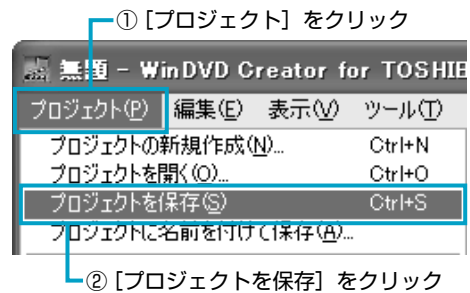 ① [プロジェクト] をクリック
無題 - WinDVD Creator for TOSHIB
プロジェクト(P) 編集(E) 表示(V) ツール(T)
プロジェクトの新規作成(N)... Ctrl+N
プロジェクトを開く(O)... Ctrl+O
プロジェクトを保存(S) Ctrl+S
プロジェクトに名前を付けて保存(A)...
② [プロジェクトを保存] をクリック